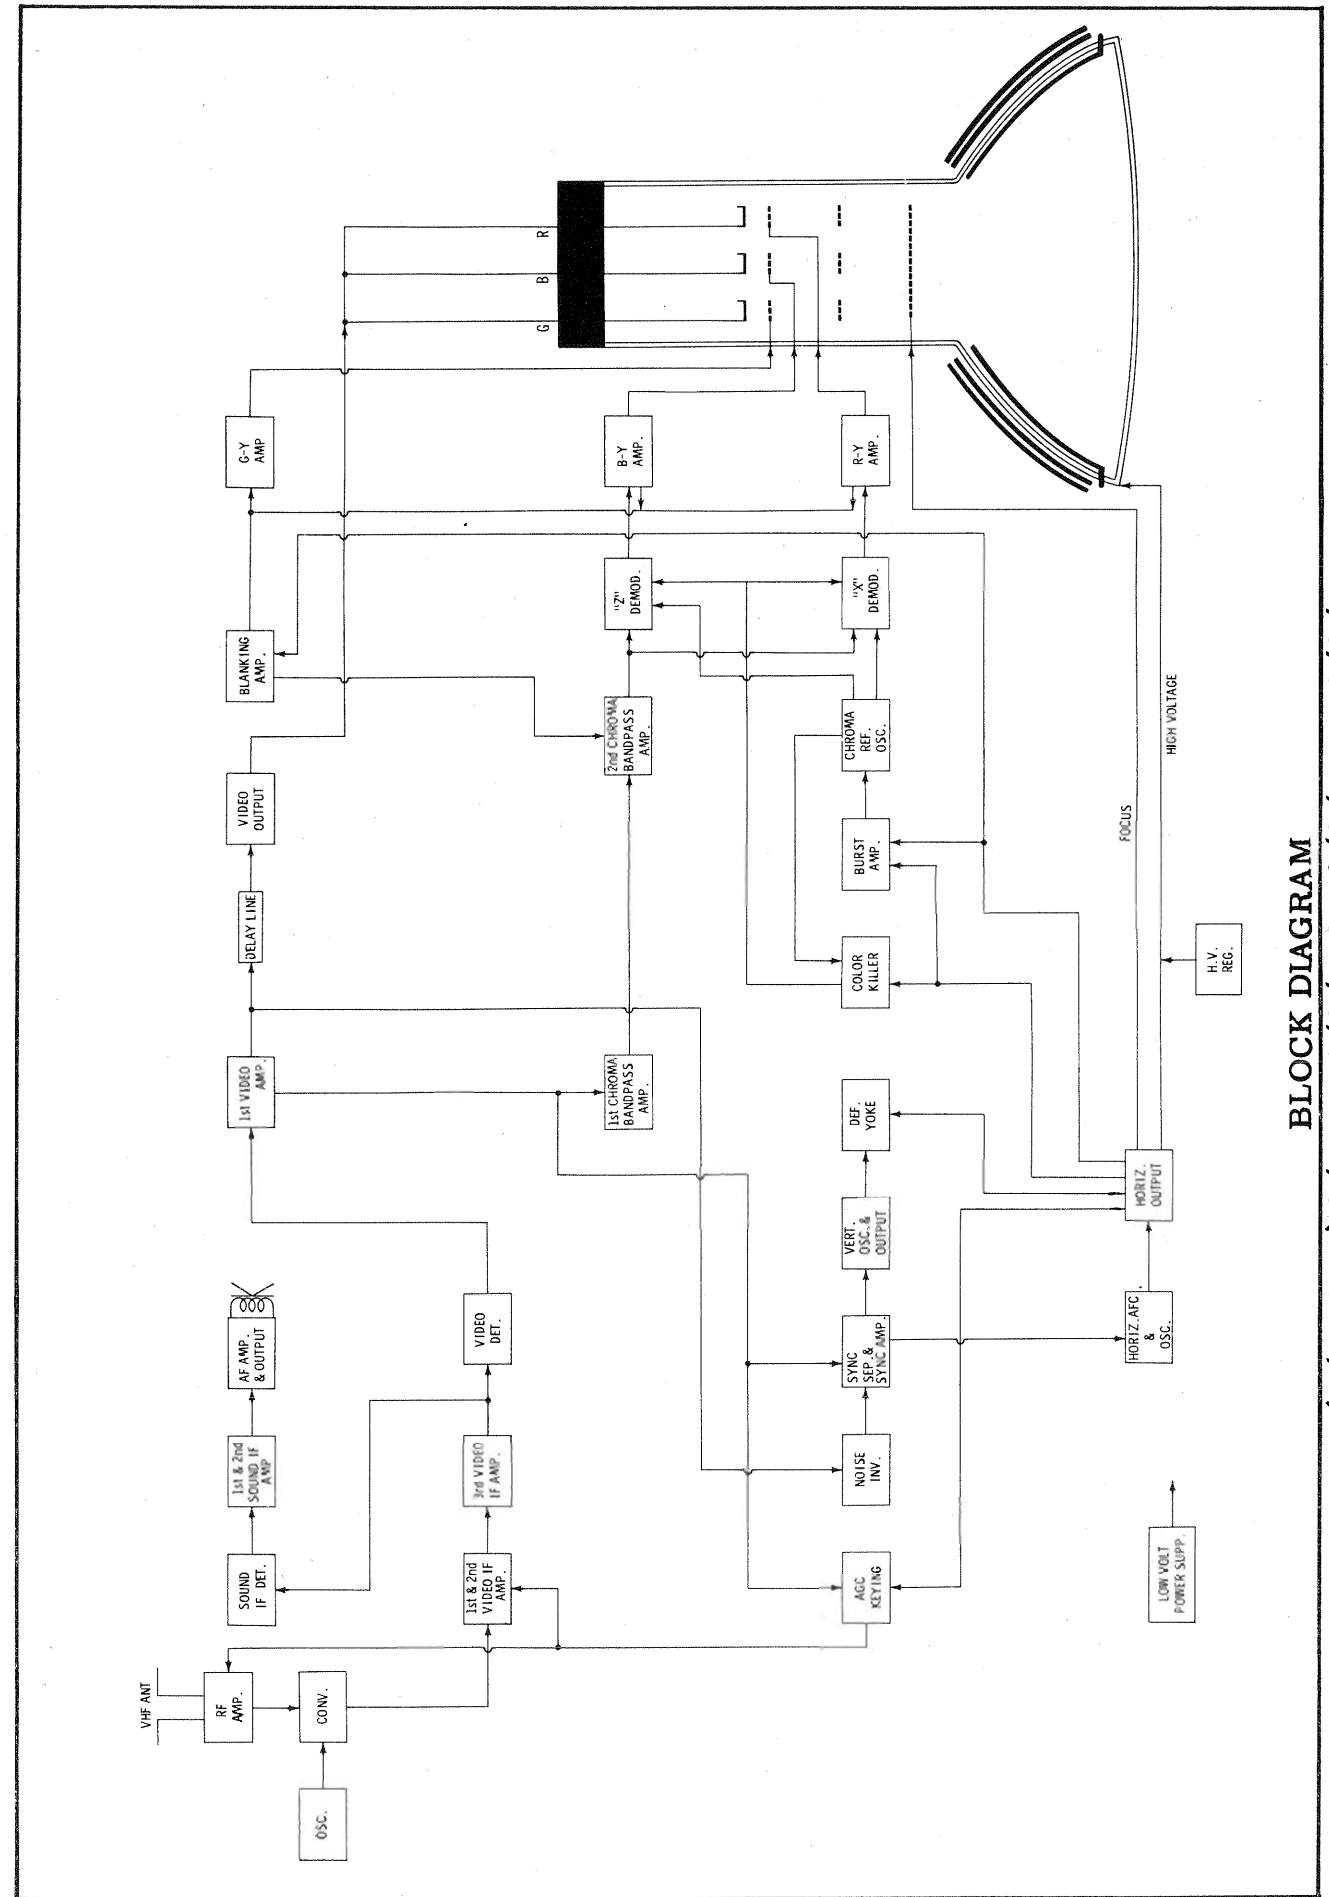 VHF ANT
RF
AMP.
CONV.
OSC.
SOUND
IF DET.
1st & 2nd
SOUND IF
AMP
AF AMP.
& OUTPUT
1st & 2nd
VIDEO IF
AMP.
3rd VIDEO
IF AMP.
VIDEO
DET.
1st VIDEO
AMP.
DELAY LINE
VIDEO
OUTPUT
BLANKING
AMP.
G-Y
AMP
1st CHROMA
BANDPASS
AMP.
2nd CHROMA
BANDPASS
AMP.
"Z"
DEMOD.
B-Y
AMP.
G
B
R
AGC
KEYING
NOISE
INV.
SYNC
SEP. &
SYNC AMP.
VERT.
OSC. &
OUTPUT
DEF.
YOKE
COLOR
KILLER
BURST
AMP.
CHROMA
REF.
OSC.
"X"
DEMOD.
R-Y
AMP.
LOW VOLT
POWER SUPP.
HORIZ. AFC
&
OSC.
HORIZ.
OUTPUT
FOCUS
HIGH VOLTAGE
H.V.
REG.
BLOCK DIAGRAM